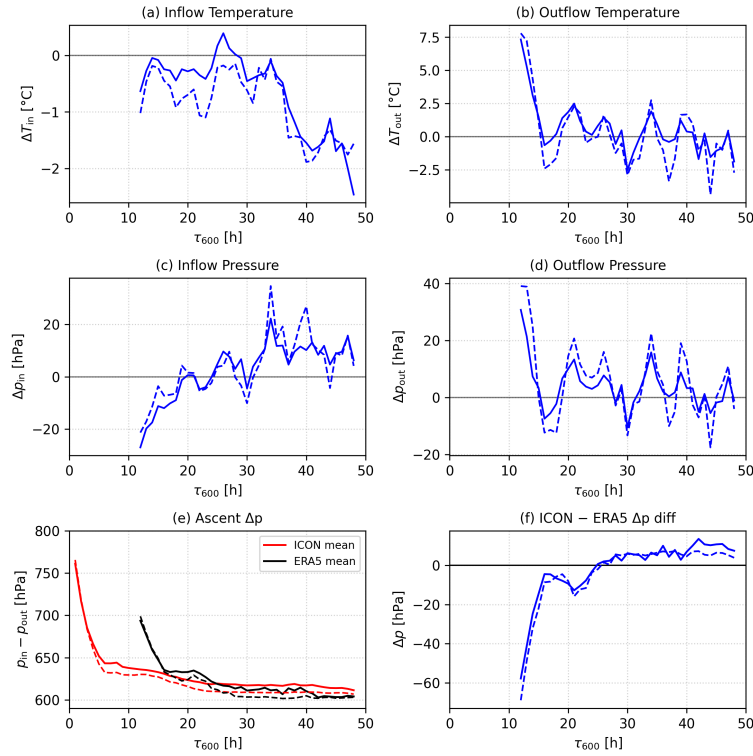 (a) Inflow Temperature
0
−1
−2
ΔT_in [°C]
0 10 20 30 40 50
τ_600 [h]
(b) Outflow Temperature
7.5
5.0
2.5
0.0
−2.5
ΔT_out [°C]
0 10 20 30 40 50
τ_600 [h]
(c) Inflow Pressure
20
0
−20
Δp_in [hPa]
0 10 20 30 40 50
τ_600 [h]
(d) Outflow Pressure
40
20
0
−20
Δp_out [hPa]
0 10 20 30 40 50
τ_600 [h]
(e) Ascent Δp
800
750
700
650
600
p_in − p_out [hPa]
ICON mean
ERA5 mean
0 10 20 30 40 50
τ_600 [h]
(f) ICON − ERA5 Δp diff
0
−20
−40
−60
Δp [hPa]
0 10 20 30 40 50
τ_600 [h]